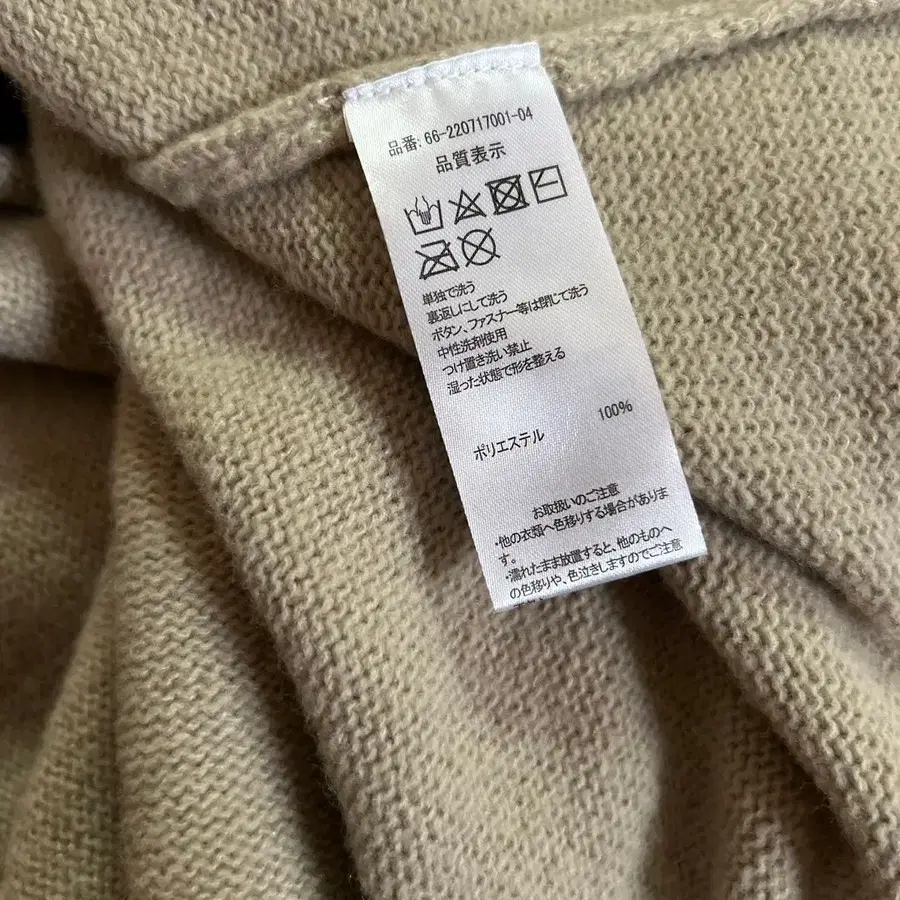 品番: 66-220717001-04
品質表示
単独で洗う
裏返しにして洗う
ボタン、ファスナー等は閉じて洗う
中性洗剤使用
つけ置き洗い禁止
湿った状態で形を整える
ポリエステル 100%
お取扱いのご注意
・他の衣類へ色移りする場合がありま
す。
・濡れたまま放置すると、他のものへ
の色移りや、色泣きしますのでご注意